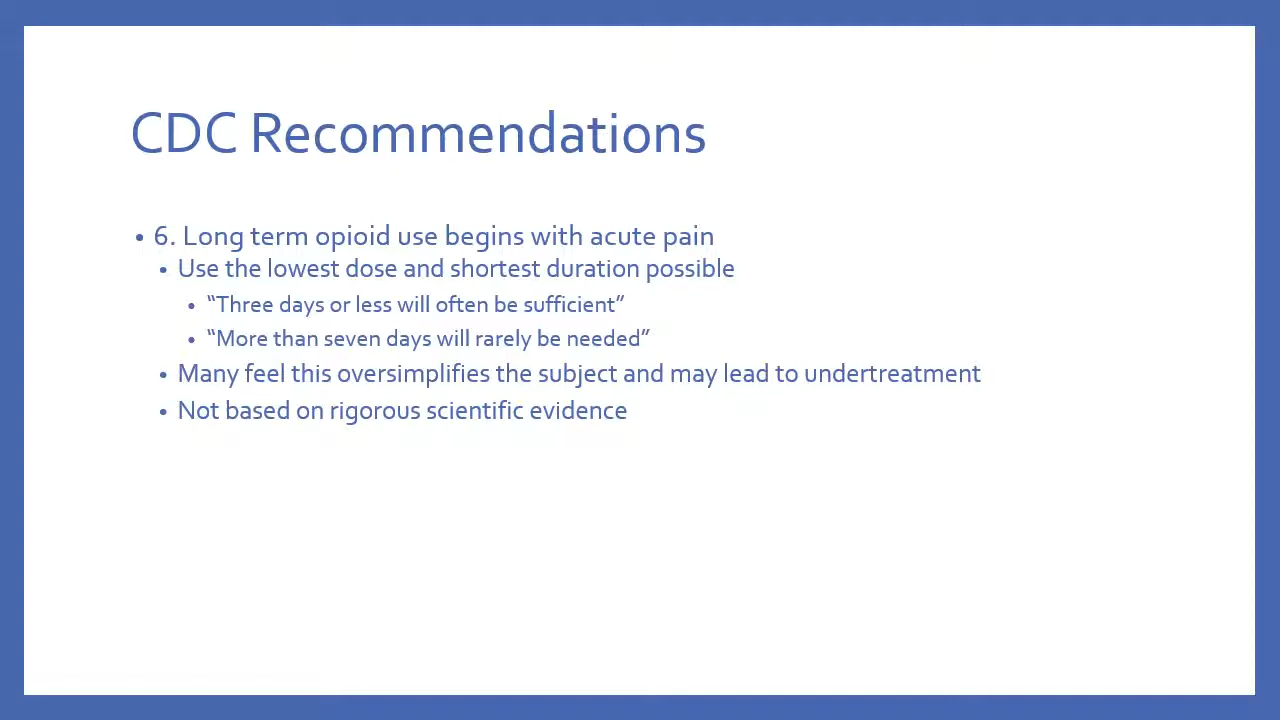 CDC Recommendations
• 6. Long term opioid use begins with acute pain
• Use the lowest dose and shortest duration possible
• “Three days or less will often be sufficient”
• “More than seven days will rarely be needed”
• Many feel this oversimplifies the subject and may lead to undertreatment
• Not based on rigorous scientific evidence